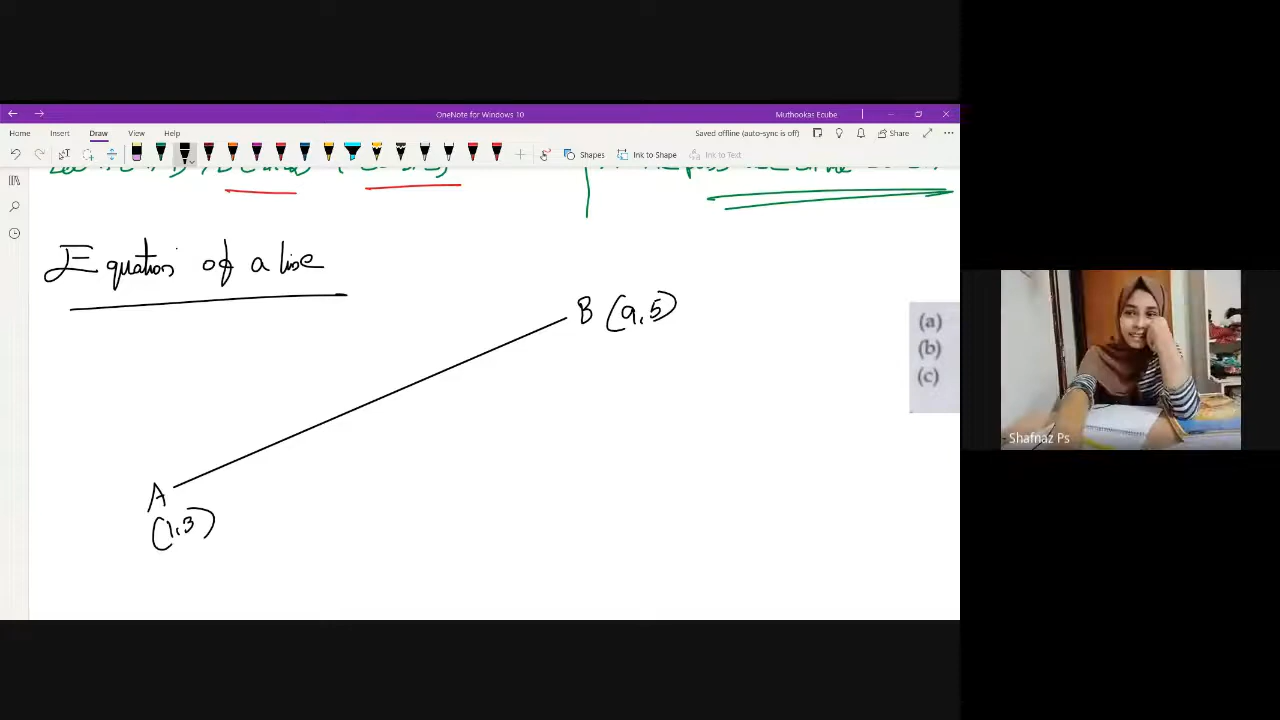 OneNote for Windows 10
Muthookas Ecube
Home
Insert
Draw
View
Help
Saved offline (auto-sync is off)
Share
Shapes
Ink to Shape
Ink to Text
Equation of a line
B (9,5)
A
(1,3)
(a)
(b)
(c)
Shafnaz Ps